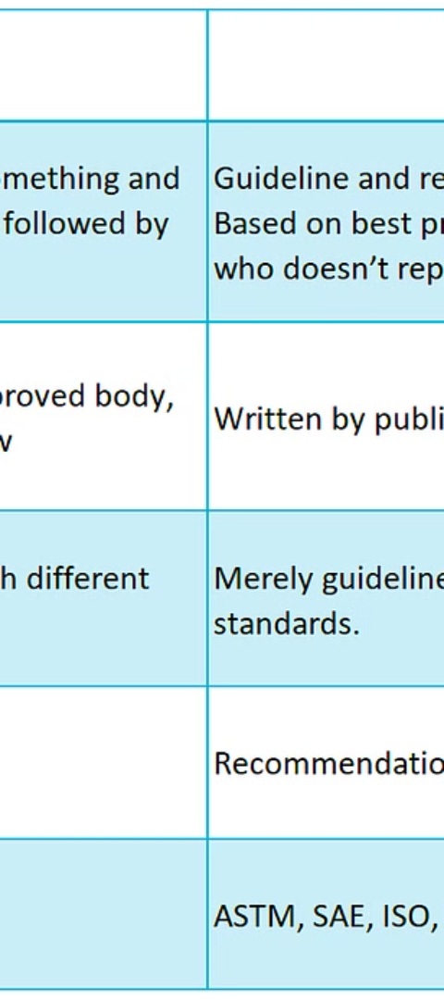 mething and
followed by
Guideline and re
Based on best pr
who doesn't rep
proved body,
Written by publi
h different
Merely guideline
standards.
Recommendatio
ASTM, SAE, ISO,